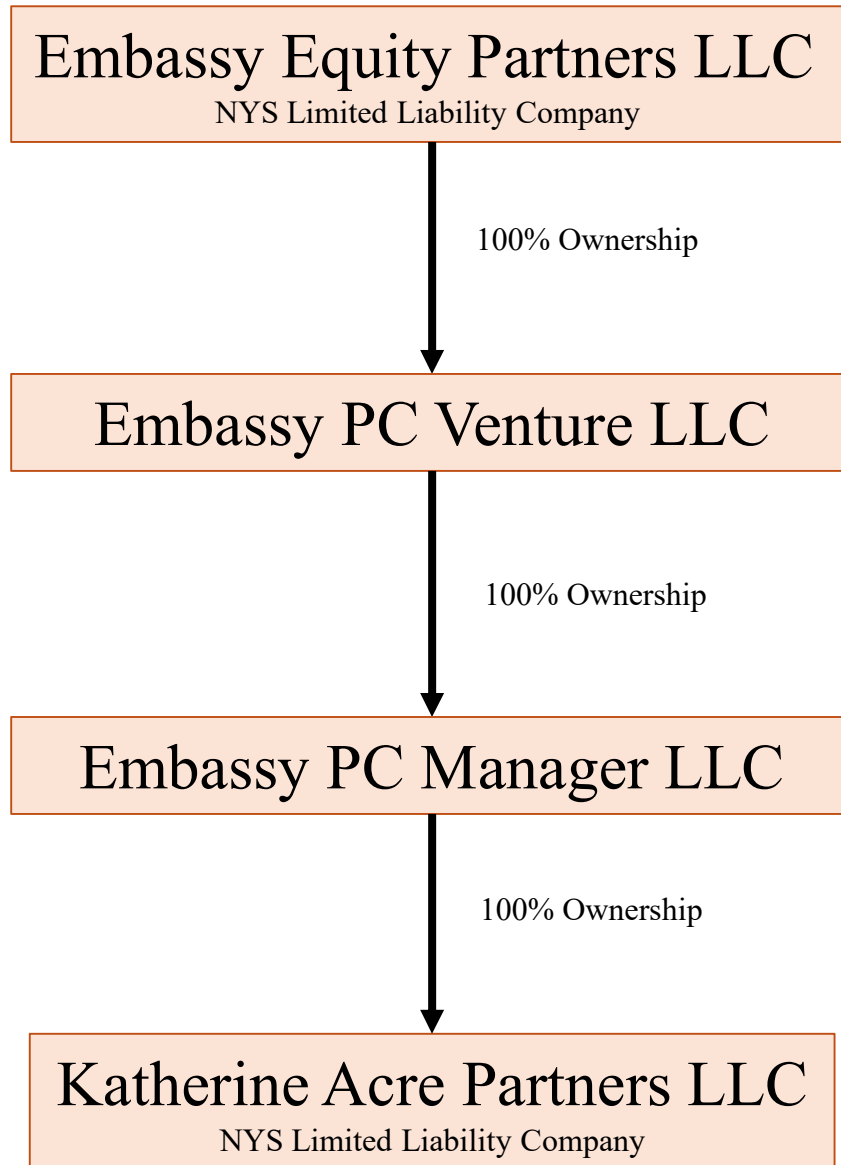 Embassy Equity Partners LLC
NYS Limited Liability Company
100% Ownership
Embassy PC Venture LLC
100% Ownership
Embassy PC Manager LLC
100% Ownership
Katherine Acre Partners LLC
NYS Limited Liability Company